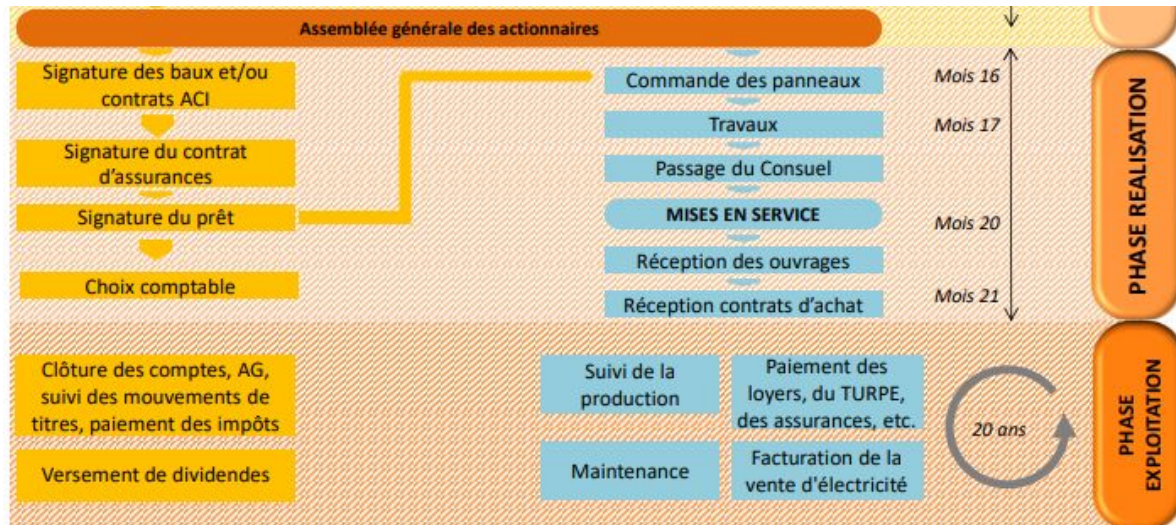 Assemblée générale des actionnaires
Signature des baux et/ou
contrats ACI
Signature du contrat
d'assurances
Signature du prêt
Choix comptable
Commande des panneaux
Travaux
Passage du Consuel
MISES EN SERVICE
Réception des ouvrages
Réception contrats d'achat
Mois 16
Mois 17
Mois 20
Mois 21
PHASE REALISATION
Clôture des comptes, AG,
suivi des mouvements de
titres, paiement des impôts
Versement de dividendes
Suivi de la
production
Paiement des
loyers, du TURPE,
des assurances, etc.
Maintenance
Facturation de la
vente d'électricité
20 ans
PHASE
EXPLOITATION